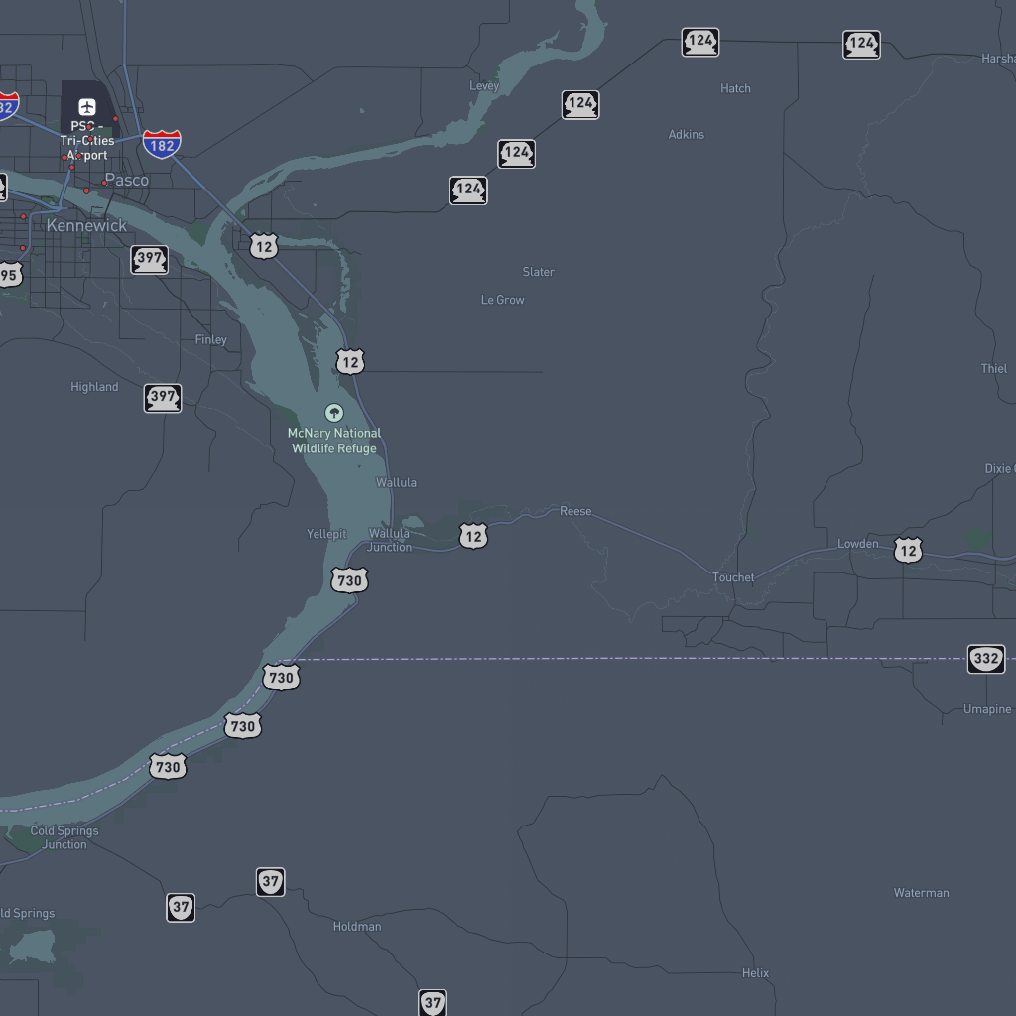 124
124
Harsha
Levey
Hatch
82
124
PSC -
Tri-Cities
Airport
Adkins
182
124
Pasco
124
Kennewick
12
397
95
Slater
Le Grow
Finley
12
Thiel
Highland
397
McNary National
Wildlife Refuge
Dixie
Wallula
Reese
Yellepit
Wallula
Junction
12
Lowden
12
730
Touchet
332
730
Umapine
730
730
Cold Springs
Junction
37
Waterman
37
ld Springs
Holdman
Helix
37